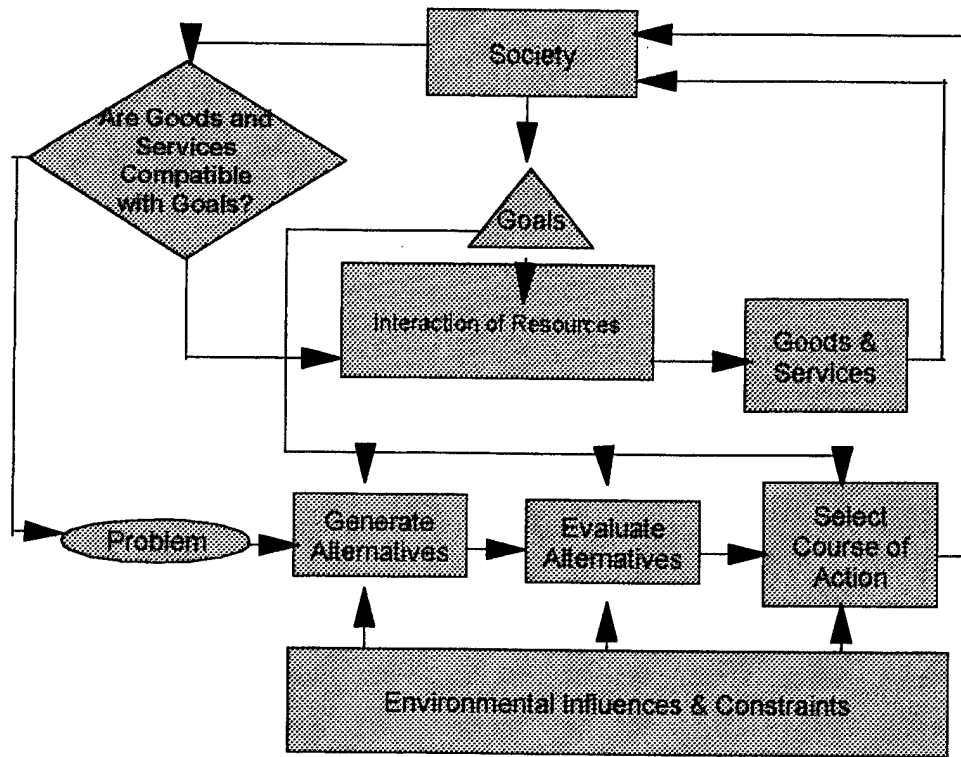 Society
Are Goods and
Services
Compatible
with Goals?
Goals
Interaction of Resources
Goods &
Services
Problem
Generate
Alternatives
Evaluate
Alternatives
Select
Course of
Action
Environmental Influences & Constraints